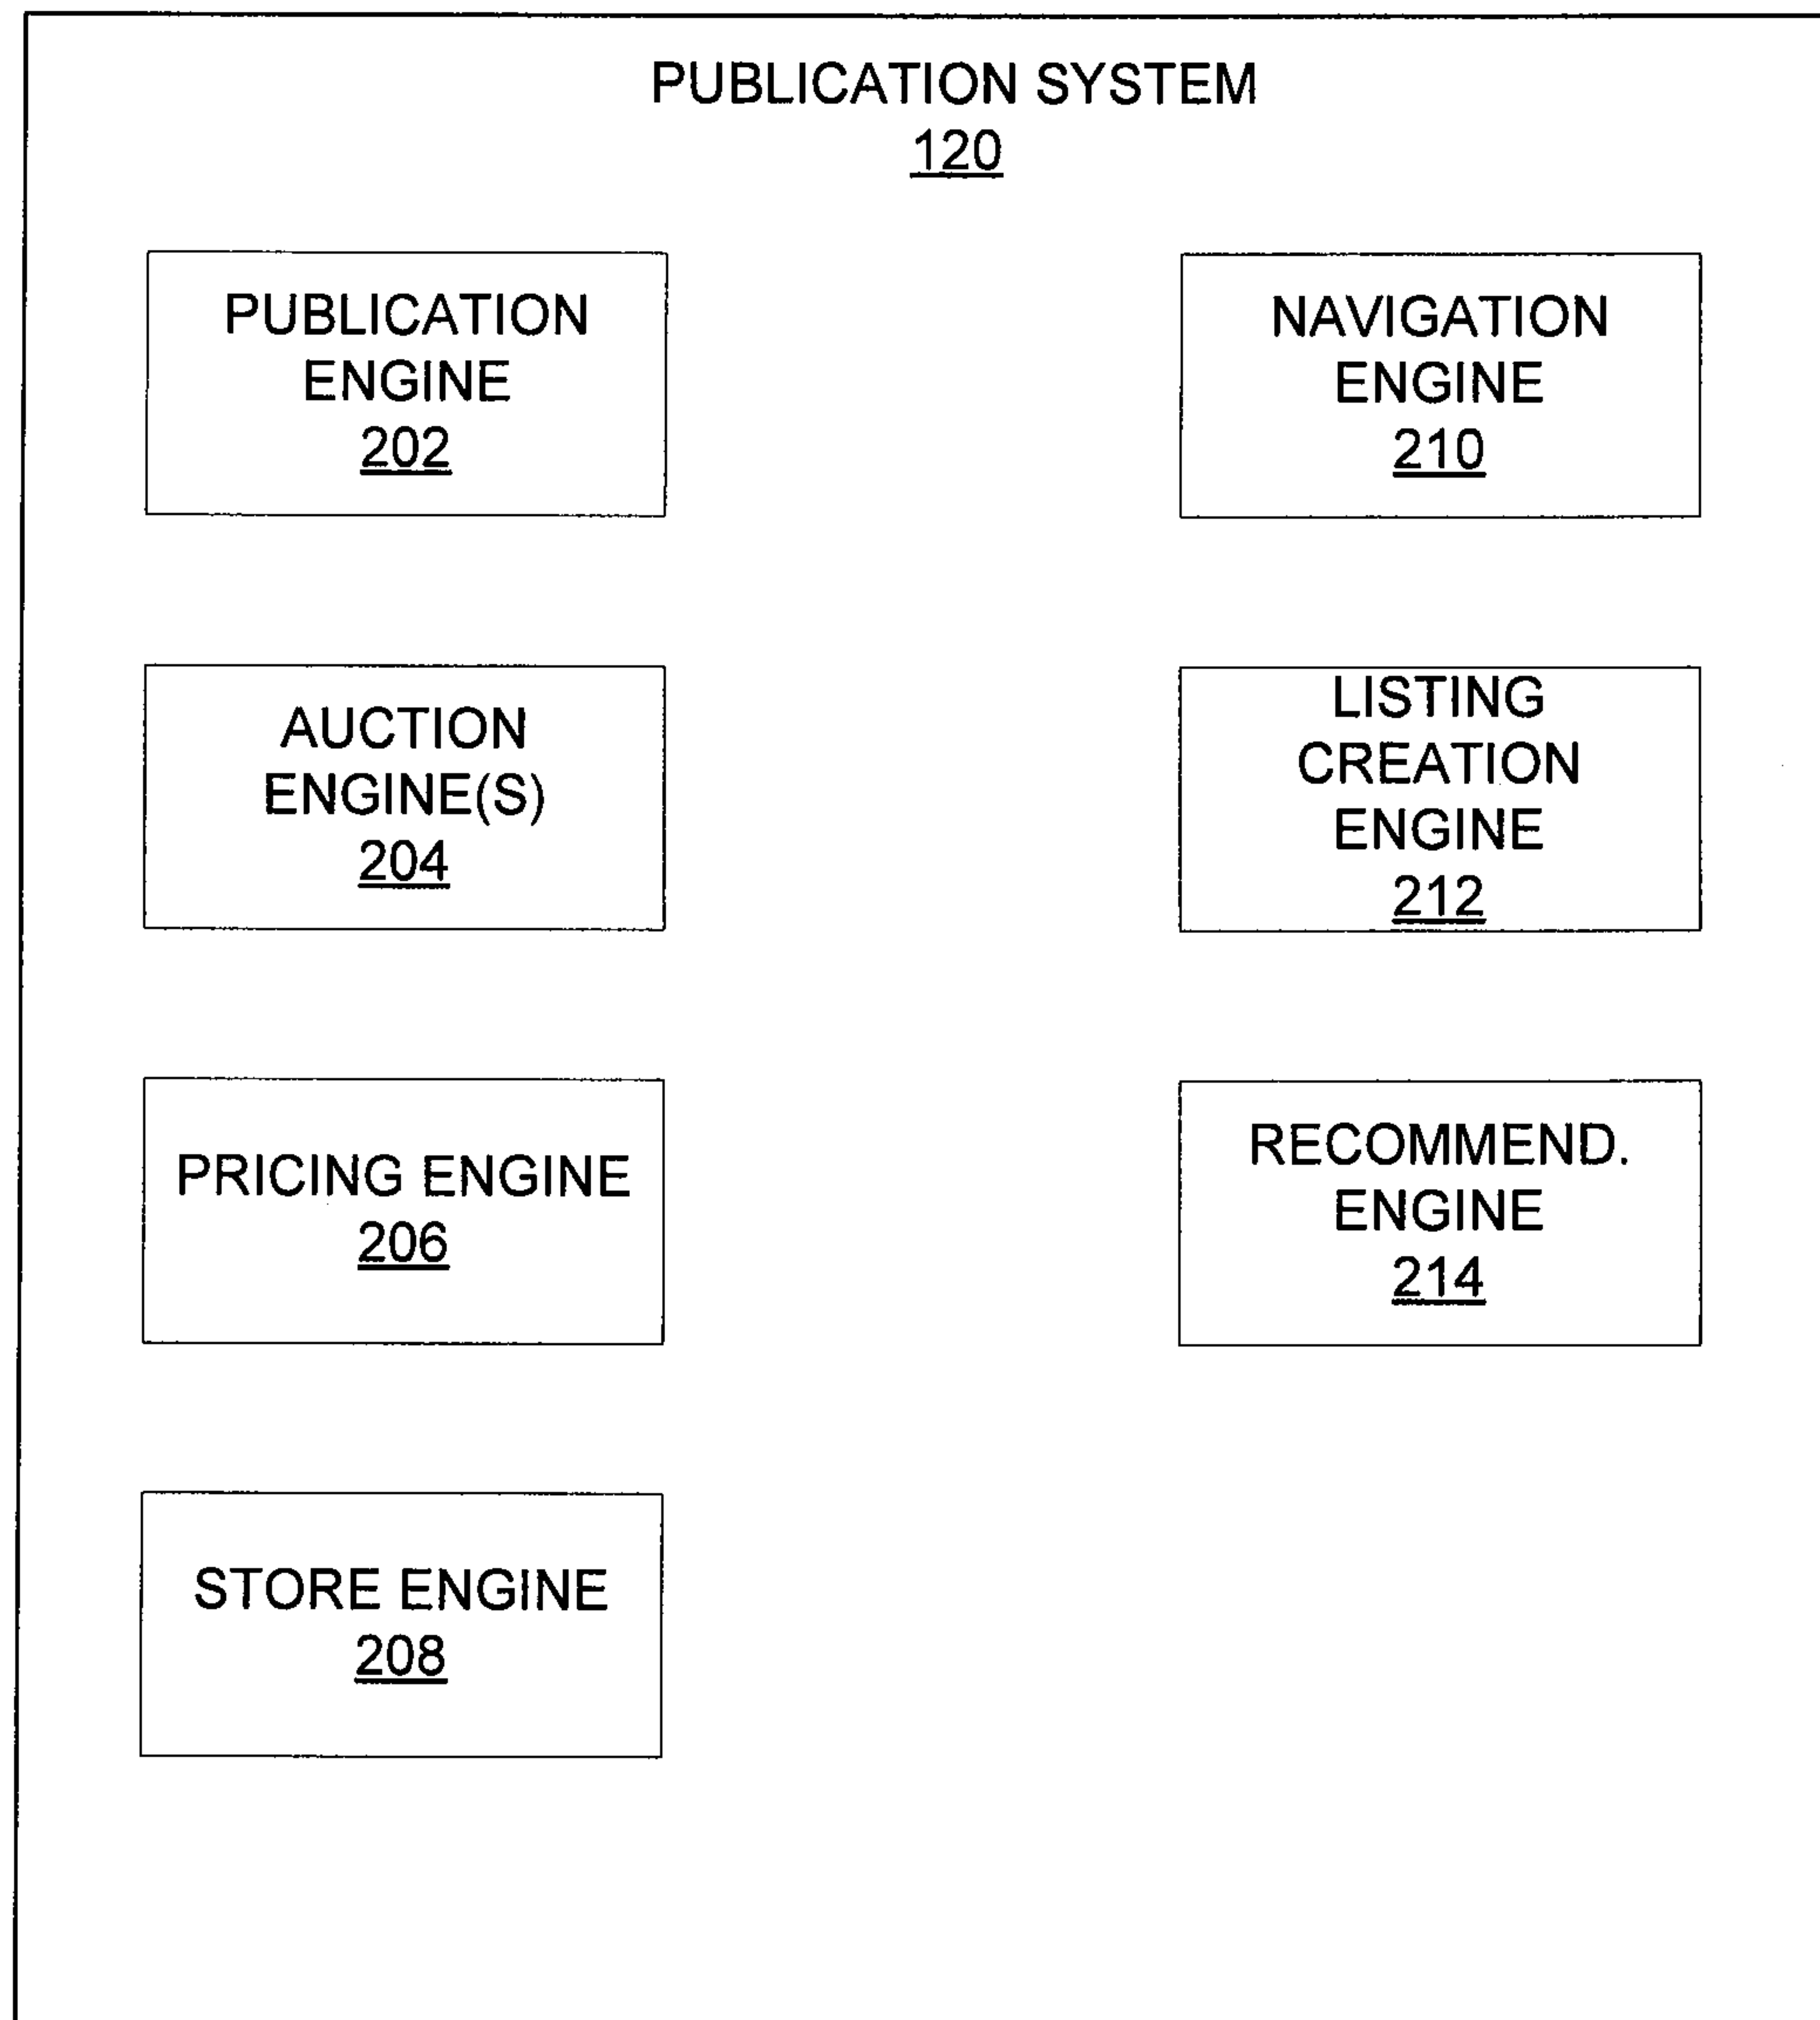 PUBLICATION SYSTEM
120
PUBLICATION
ENGINE
202
NAVIGATION
ENGINE
210
AUCTION
ENGINE(S)
204
LISTING
CREATION
ENGINE
212
PRICING ENGINE
206
RECOMMEND.
ENGINE
214
STORE ENGINE
208